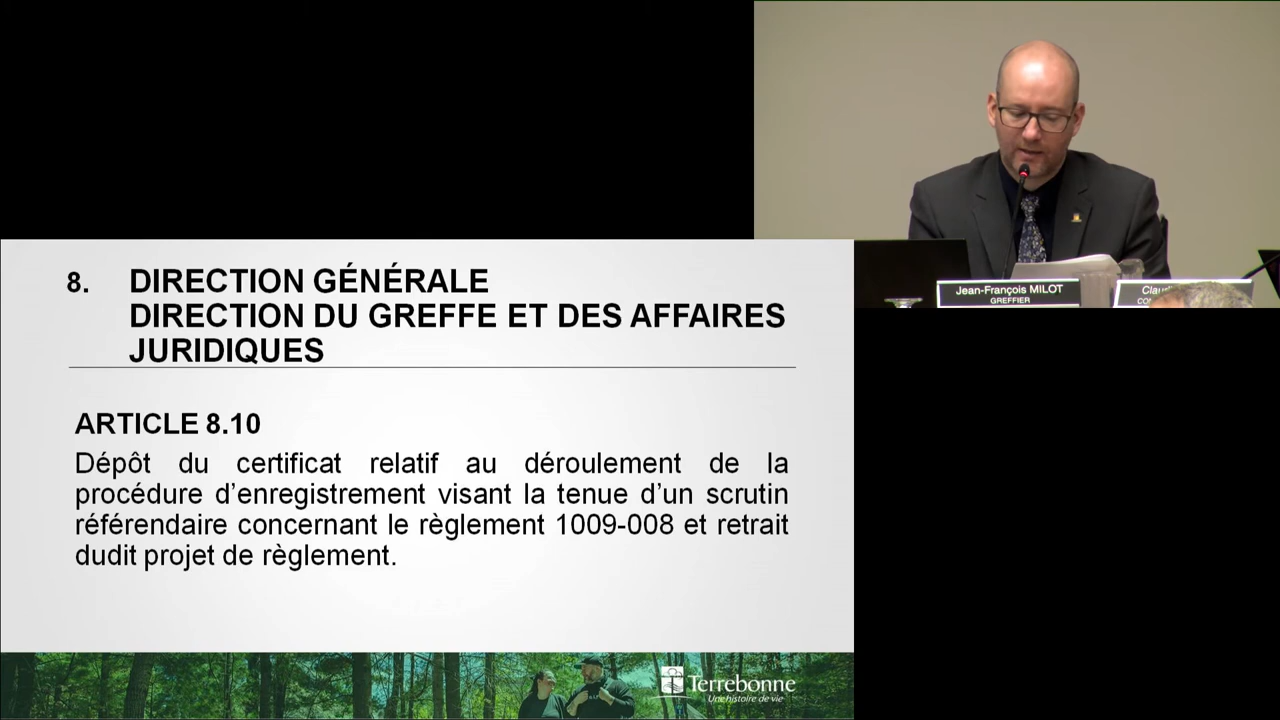 8. DIRECTION GÉNÉRALE
DIRECTION DU GREFFE ET DES AFFAIRES
JURIDIQUES
ARTICLE 8.10
Dépôt du certificat relatif au déroulement de la
procédure d’enregistrement visant la tenue d’un scrutin
référendaire concernant le règlement 1009-008 et retrait
dudit projet de règlement.
Terrebonne
Une histoire de vie
Jean-François MILOT
GREFFIER